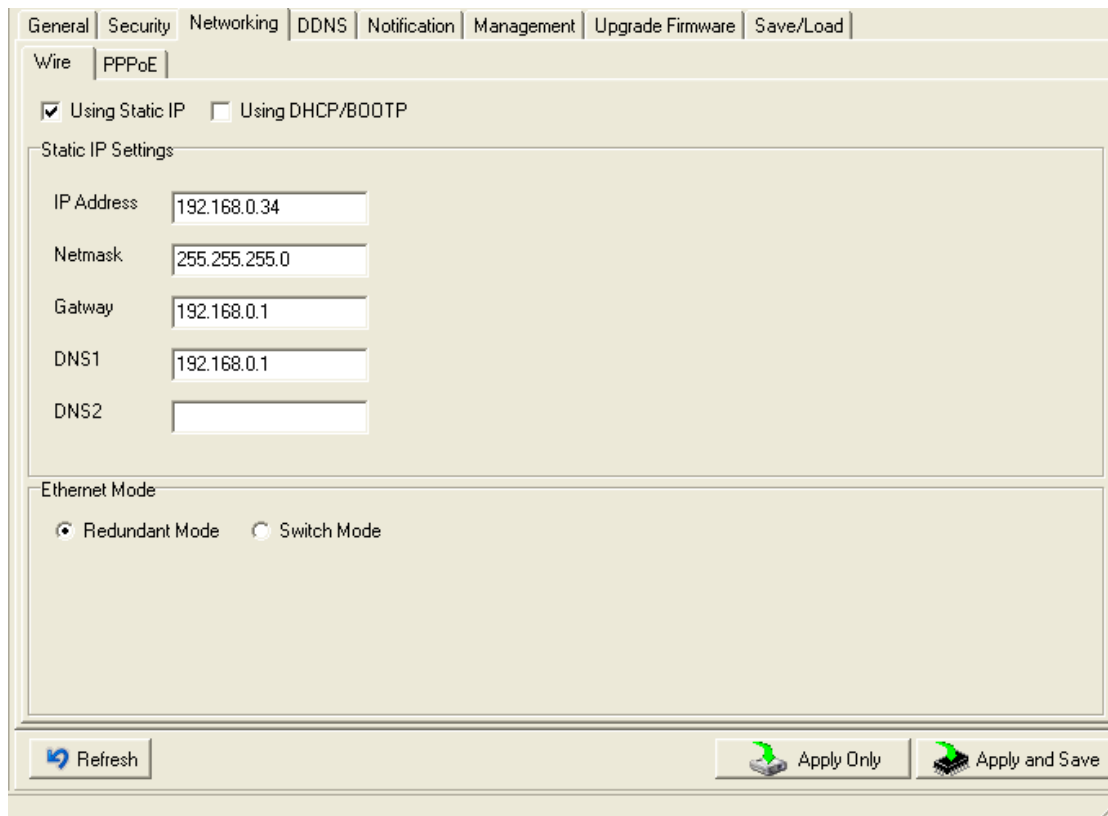 General Security Networking DDNS Notification Management Upgrade Firmware Save/Load
Wire PPPoE
Using Static IP Using DHCP/BOOTP
Static IP Settings
IP Address 192.168.0.34
Netmask 255.255.255.0
Gatway 192.168.0.1
DNS1 192.168.0.1
DNS2
Ethernet Mode
Redundant Mode Switch Mode
Refresh Apply Only Apply and Save